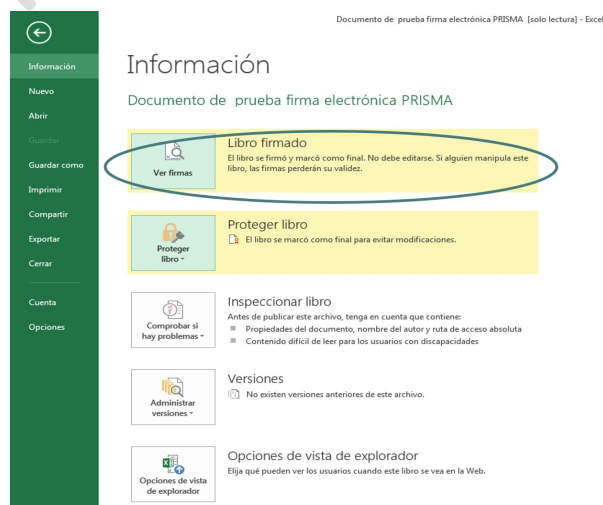 Documento de prueba firma electrónica PRISMA [solo lectura] - Excel
Información
Nuevo
Abrir
Guardar
Guardar como
Imprimir
Compartir
Exportar
Cerrar
Cuenta
Opciones
Información
Documento de prueba firma electrónica PRISMA
Ver firmas
Libro firmado
El libro se firmó y marcó como final. No debe editarse. Si alguien manipula este
libro, las firmas perderán su validez.
Proteger
libro
Proteger libro
El libro se marcó como final para evitar modificaciones.
Comprobar si
hay problemas
Inspeccionar libro
Antes de publicar este archivo, tenga en cuenta que contiene:
Propiedades del documento, nombre del autor y ruta de acceso absoluta
Contenido difícil de leer para los usuarios con discapacidades
Administrar
versiones
Versiones
No existen versiones anteriores de este archivo.
Opciones de vista
de explorador
Opciones de vista de explorador
Elija qué pueden ver los usuarios cuando este libro se vea en la Web.